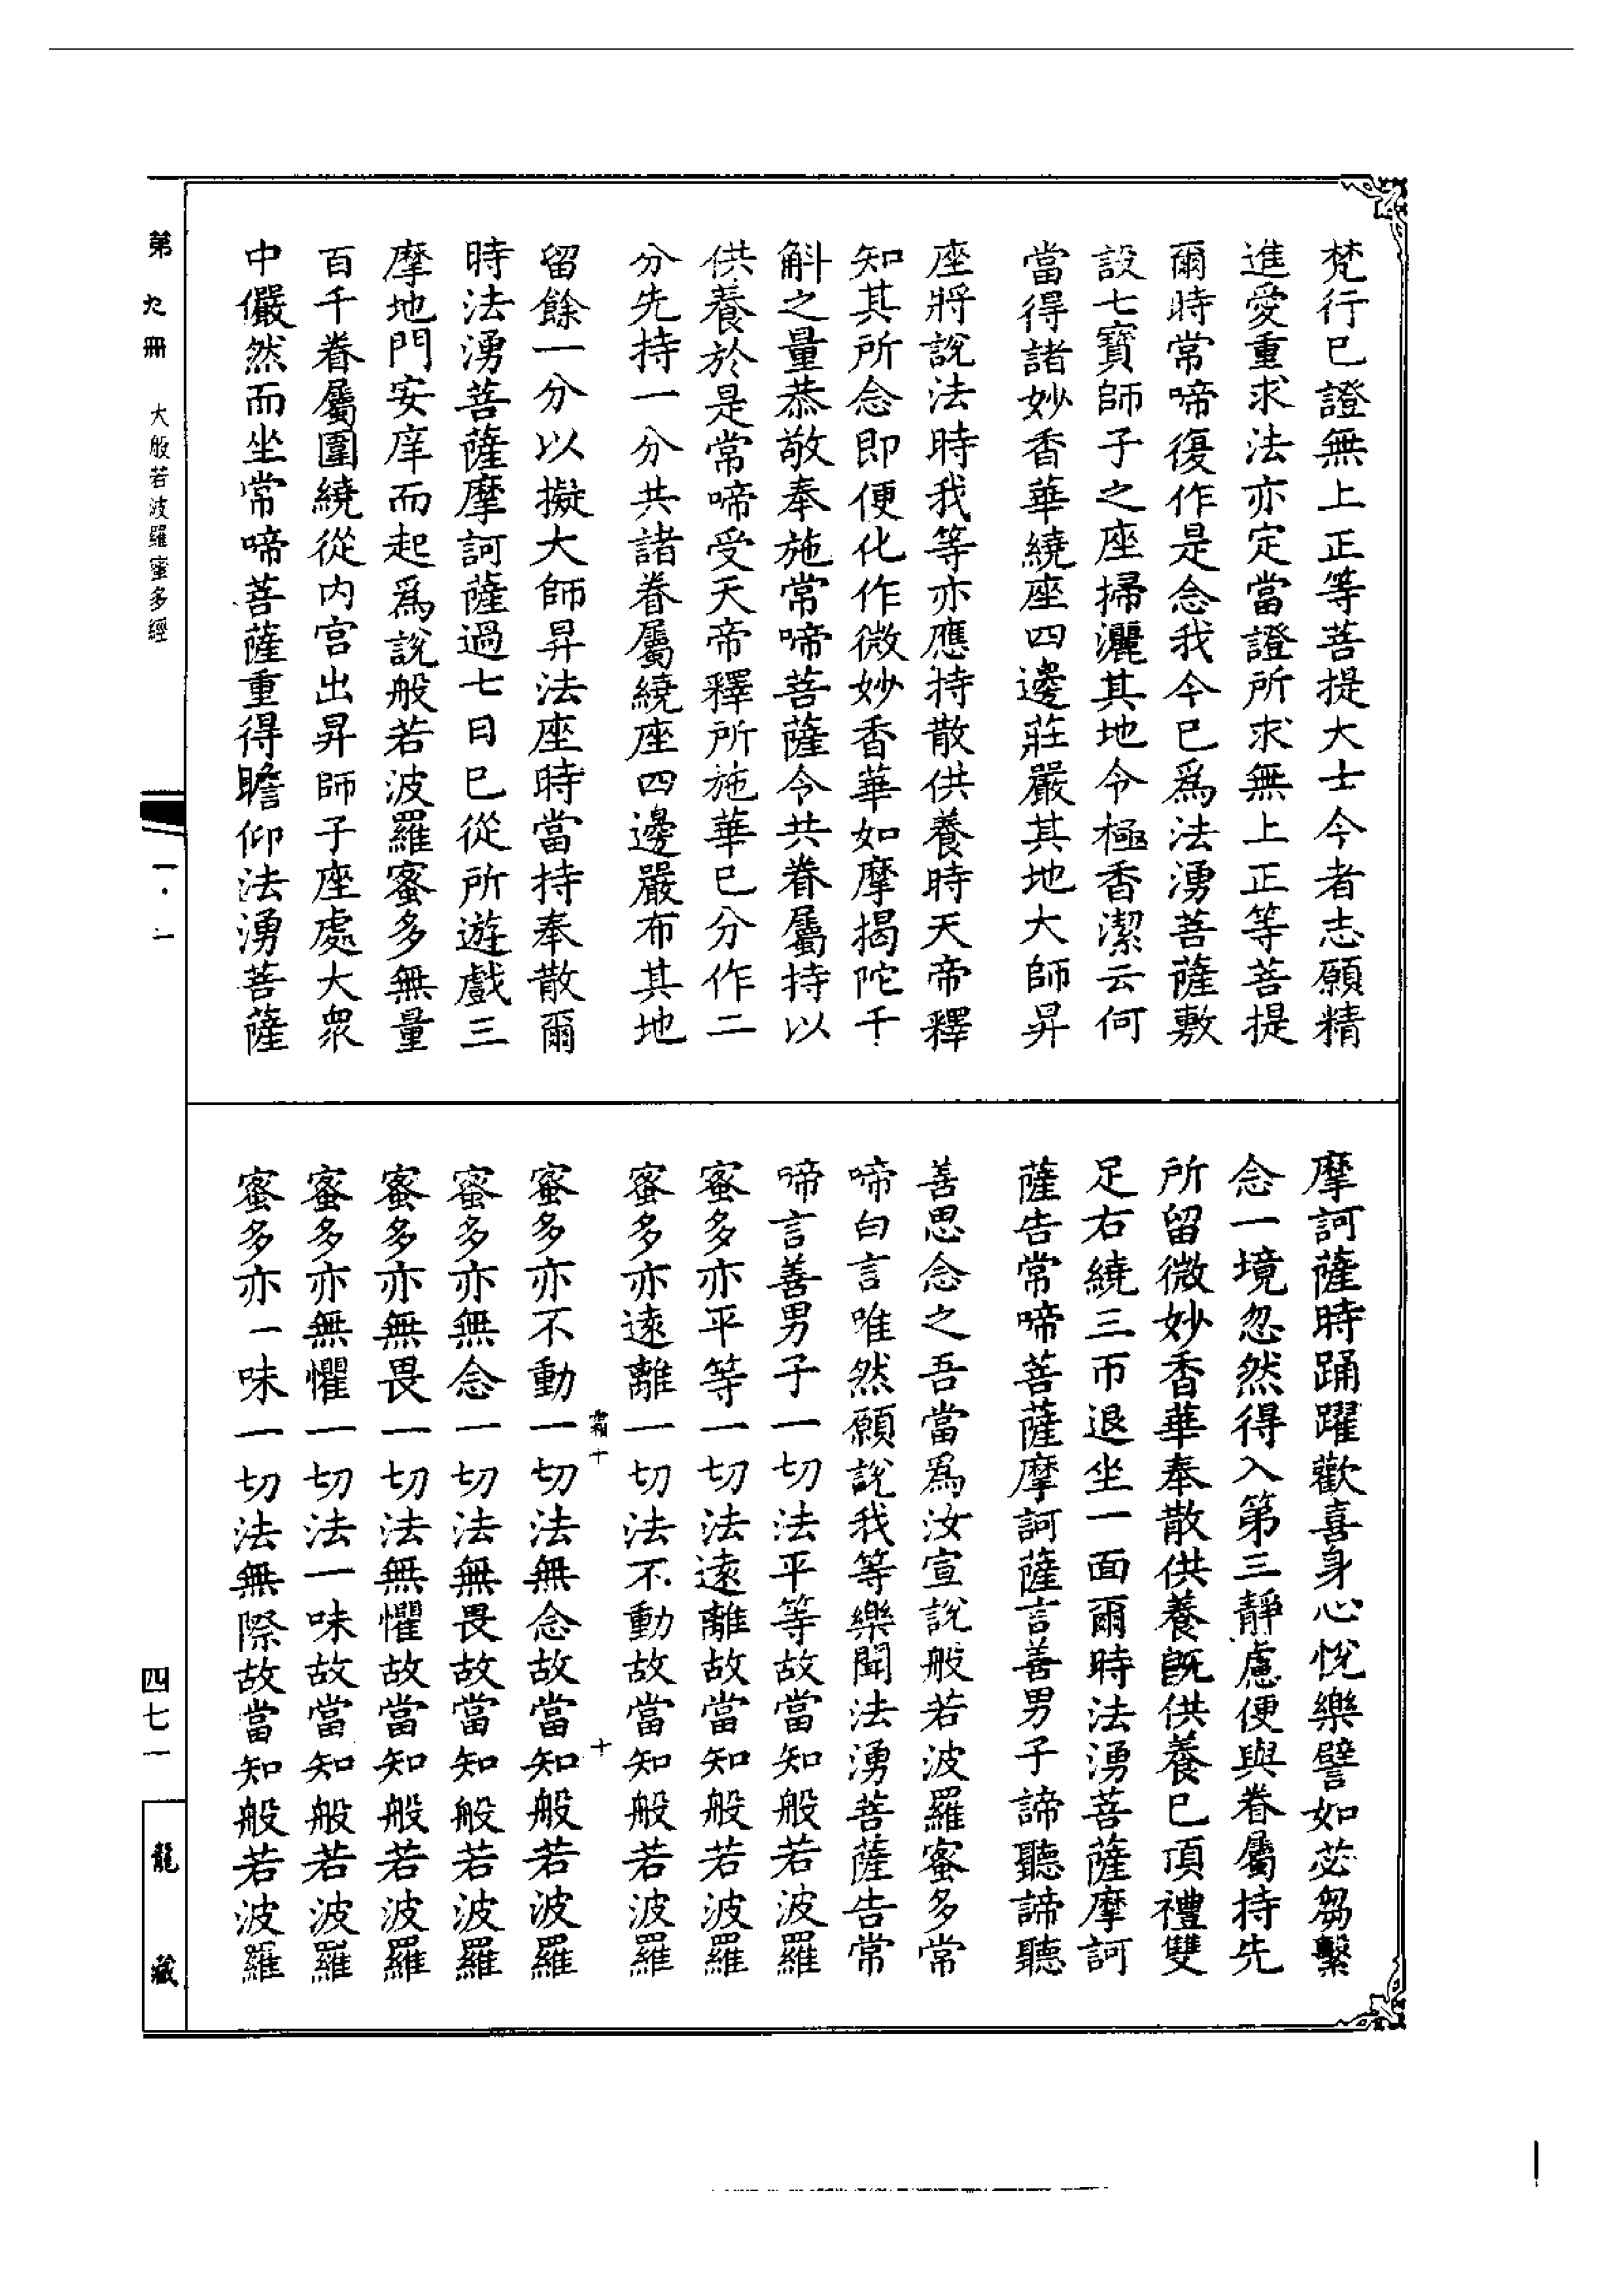 梵行已證無上正等菩提大士今者志願精
進愛重求法亦定當證所求無上正等菩提
爾時常啼復作是念我今已爲法湧菩薩敷
設七寶師子之座掃灑其地令極香潔云何
當得諸妙香華繞座四邊莊嚴其地大師昇
座將說法時我等亦應持散供養時天帝釋
知其所念即便化作微妙香華如摩揭陀千
斛之量恭敬奉施常啼菩薩令共眷屬持以
供養於是常啼受天帝釋所施華已分作二
分先持一分共諸眷屬繞座四邊嚴布其地
留餘一分以擬大師昇法座時當持奉散爾
時法湧菩薩摩訶薩過七日已從所遊戲三
摩地門安庠而起爲說般若波羅蜜多無量
百千眷屬圍繞從內宮出昇師子座處大衆
中儼然而坐常啼菩薩重得瞻仰法湧菩薩
摩訶薩時踊躍歡喜身心悅樂譬如苾芻繫
念一境忽然得入第三靜慮便與眷屬持先
所留微妙香華奉散供養既供養已頂禮雙
足右繞三帀退坐一面爾時法湧菩薩摩訶
薩告常啼菩薩摩訶薩言善男子諦聽諦聽
善思念之吾當爲汝宣說般若波羅蜜多常
啼白言唯然願說我等樂聞法湧菩薩告常
啼言善男子一切法平等故當知般若波羅
蜜多亦平等一切法遠離故當知般若波羅
蜜多亦遠離一切法不動故當知般若波羅
霜十 十
蜜多亦不動一切法無念故當知般若波羅
蜜多亦無念一切法無畏故當知般若波羅
蜜多亦無畏一切法無懼故當知般若波羅
蜜多亦無懼一切法一味故當知般若波羅
蜜多亦一味一切法無際故當知般若波羅
第九冊 大般若波羅蜜多經
一·一
四七一
龍藏